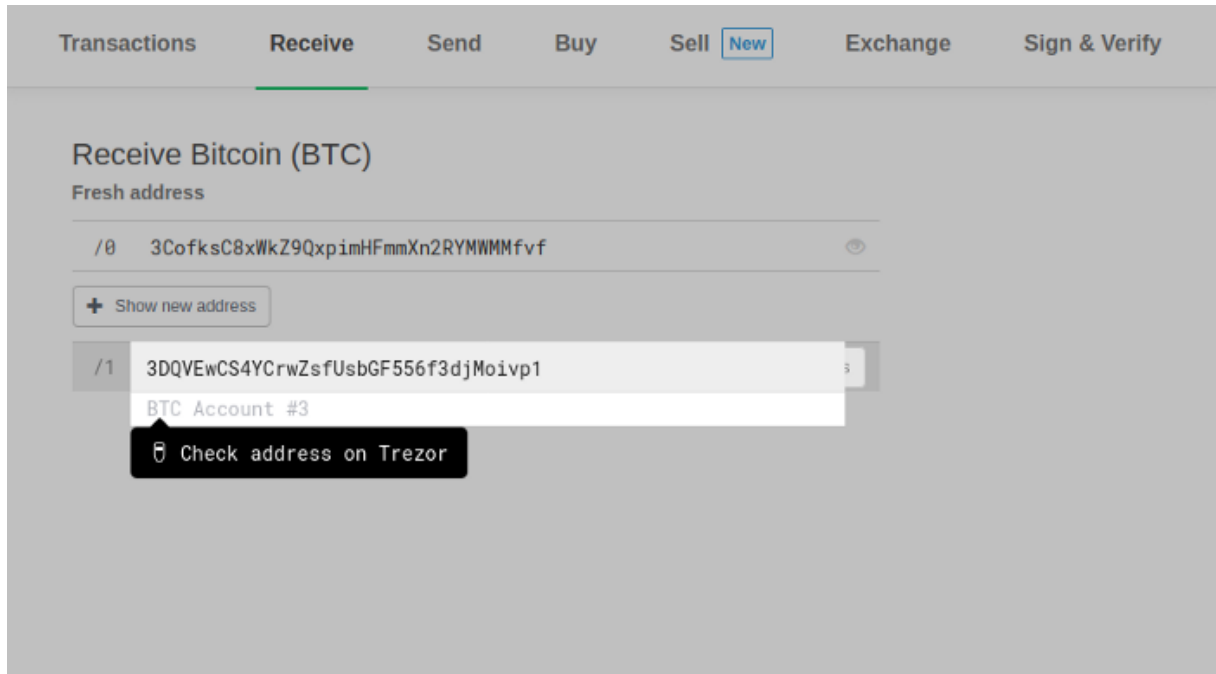 Transactions Receive Send Buy Sell New Exchange Sign & Verify
Receive Bitcoin (BTC)
Fresh address
/0 3CofksC8xWkZ9QxpimHFmmXn2RYMWMMfvf
+ Show new address
/1 3DQVEwCS4YCrwZsfUsbGF556f3djMoivp1
BTC Account #3
Check address on Trezor